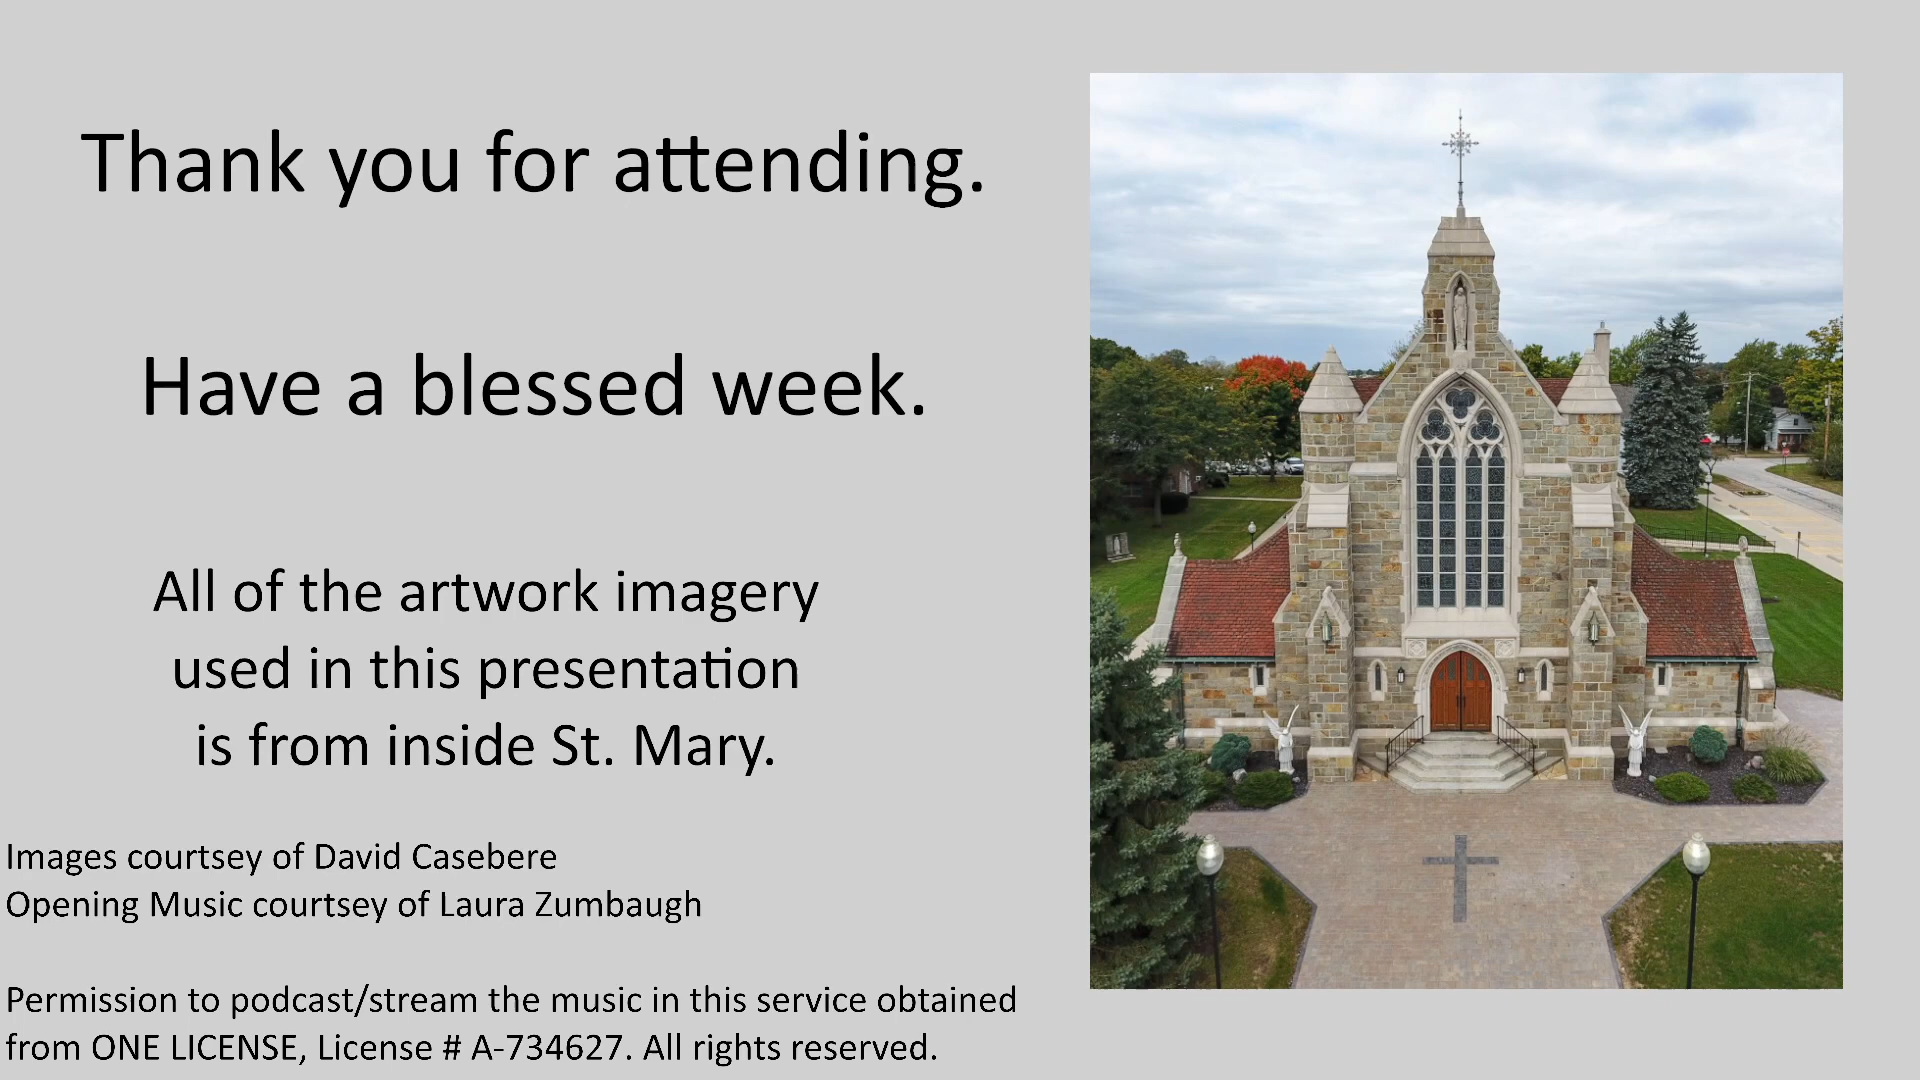 Thank you for attending.
Have a blessed week.
All of the artwork imagery
used in this presentation
is from inside St. Mary.
Images courtsey of David Casebere
Opening Music courtsey of Laura Zumbaugh
Permission to podcast/stream the music in this service obtained
from ONE LICENSE, License # A-734627. All rights reserved.